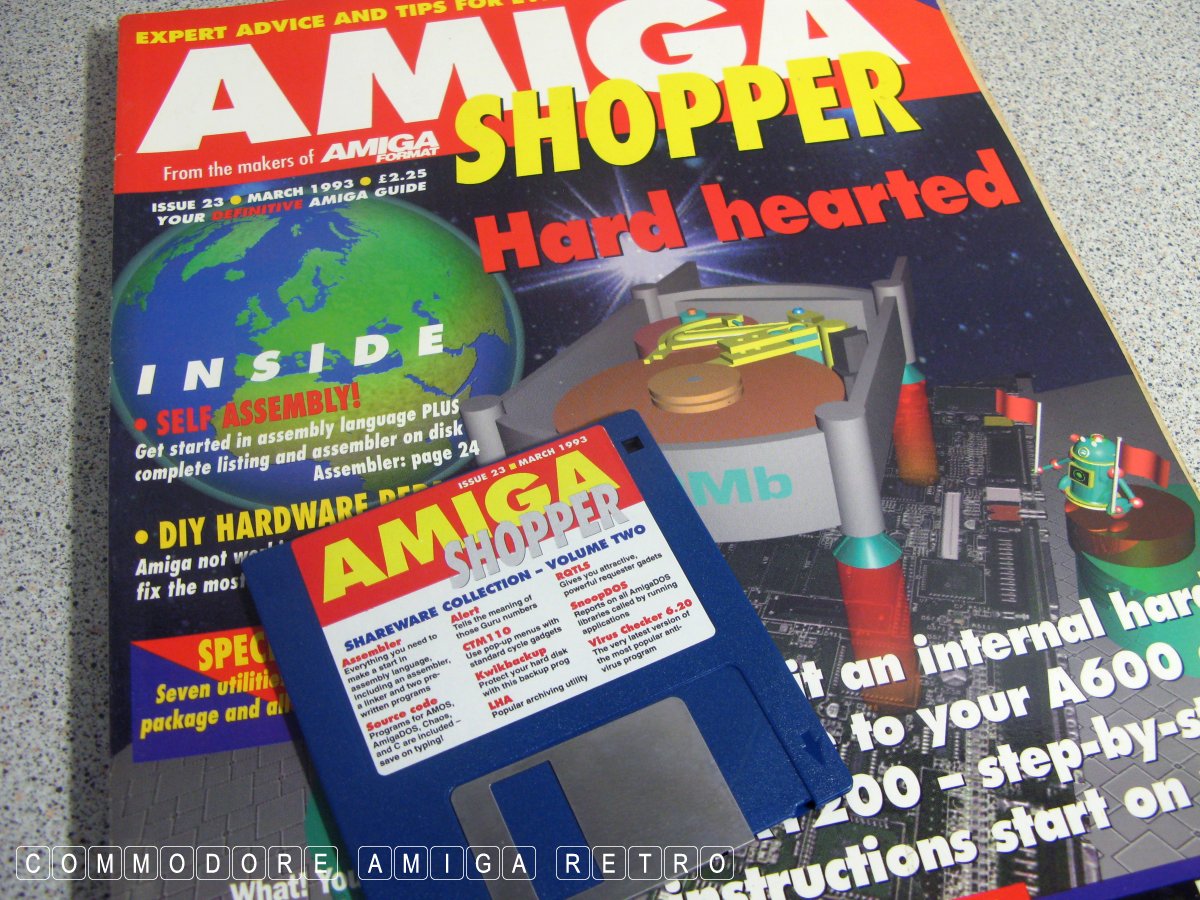 EXPERT ADVICE AND TIPS FOR
AMIGA
SHOPPER
From the makers of AMIGA
FORMAT
ISSUE 23 • MARCH 1993 • £2.25
YOUR DEFINITIVE AMIGA GUIDE
Hard hearted
INSIDE
• SELF ASSEMBLY!
Get started in assembly language PLUS
complete listing and assembler on disk
Assembler: page 24
• DIY HARDWARE
Amiga not
fix the most
Seven
package and
Mb
an internal
to your A600
step-by-
instructions start on
What!
ISSUE 23 ■ MARCH 1993
AMIGA
SHOPPER
SHAREWARE COLLECTION – VOLUME TWO
Assembler
Everything you need to
make a start in
assembly language,
including an assembler,
a linker and two pre-
written programs
Source code
Programs for AMOS,
AmigaDOS, Chaos,
and C are included –
save on typing!
Alert
Tells the meaning of
those Guru numbers
CTM110
Use pop-up menus with
standard cycle gadgets
Kwikbackup
Protect your hard disk
with this backup prog
LHA
Popular archiving utility
RQTLS
Gives you attractive,
powerful requester gadets
SnoopDOS
Reports on all AmigaDOS
libraries called by running
applications
Virus Checker 6.20
The very latest version of
the most popular anti-
virus program
COMMODORE AMIGA RETRO